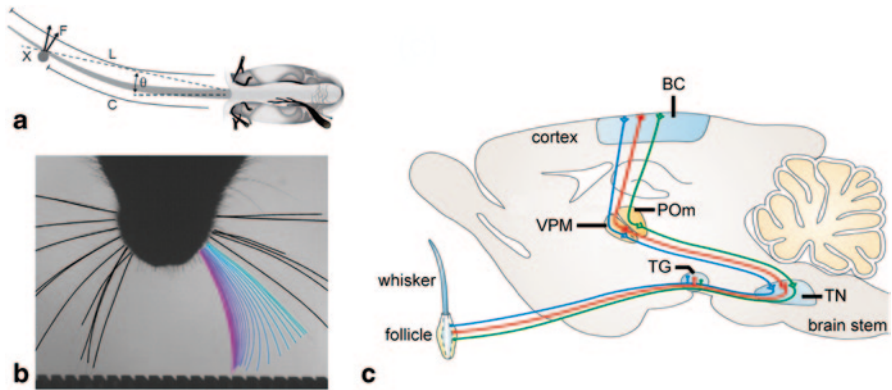 F
X
L
θ
C
a
b
BC
cortex
POm
VPM
TG
whisker
TN
follicle
brain stem
c